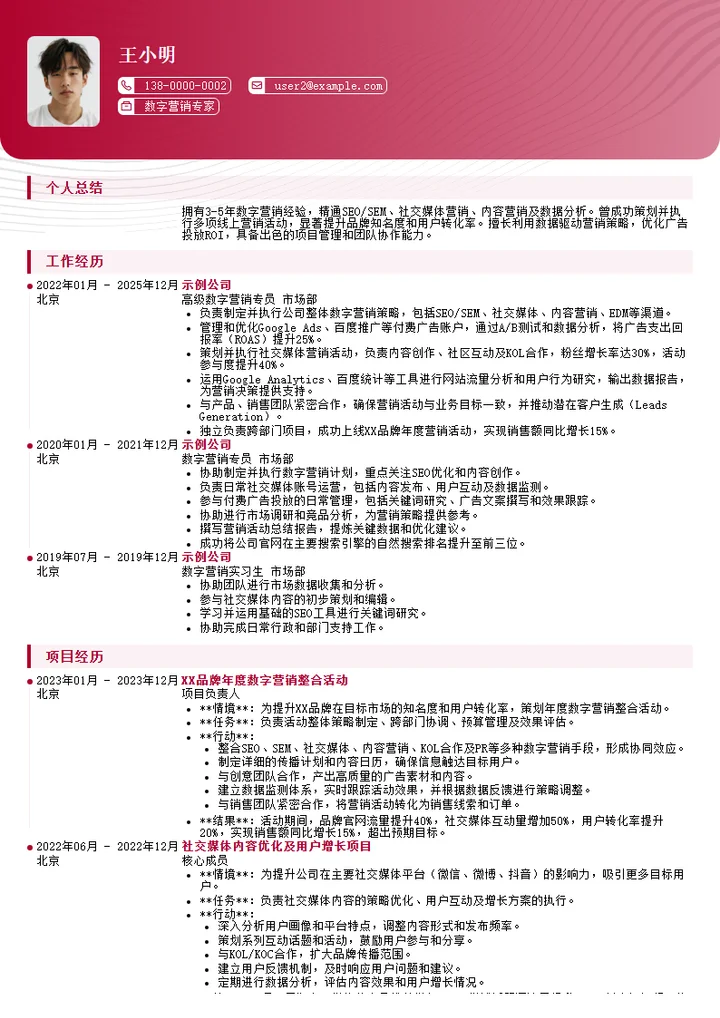 王小明
138-0000-0002
user2@example.com
数字营销专家
个人总结
拥有3-5年数字营销经验，精通SEO/SEM、社交媒体营销、内容营销及数据分析。曾成功策划并执
行多项线上营销活动，显著提升品牌知名度和用户转化率。擅长利用数据驱动营销策略，优化广告
投放ROI，具备出色的项目管理和团队协作能力。
工作经历
2022年01月 - 2025年12月 示例公司
北京
高级数字营销专员 市场部
• 负责制定并执行公司整体数字营销策略，包括SEO/SEM、社交媒体、内容营销、EDM等渠道。
• 管理和优化Google Ads、百度推广等付费广告账户，通过A/B测试和数据分析，将广告支出回
报率（ROAS）提升25%。
• 策划并执行社交媒体营销活动，负责内容创作、社区互动及KOL合作，粉丝增长率达30%，活动
参与度提升40%。
• 运用Google Analytics、百度统计等工具进行网站流量分析和用户行为研究，输出数据报告，
为营销决策提供支持。
• 与产品、销售团队紧密合作，确保营销活动与业务目标一致，并推动潜在客户生成（Leads
Generation）。
• 独立负责跨部门项目，成功上线XX品牌年度营销活动，实现销售额同比增长15%。
2020年01月 - 2021年12月 示例公司
北京
数字营销专员 市场部
• 协助制定并执行数字营销计划，重点关注SEO优化和内容创作。
• 负责日常社交媒体账号运营，包括内容发布、用户互动及数据监测。
• 参与付费广告投放的日常管理，包括关键词研究、广告文案撰写和效果跟踪。
• 协助进行市场调研和竞品分析，为营销策略提供参考。
• 撰写营销活动总结报告，提炼关键数据和优化建议。
• 成功将公司官网在主要搜索引擎的自然搜索排名提升至前三位。
2019年07月 - 2019年12月 示例公司
北京
数字营销实习生 市场部
• 协助团队进行市场数据收集和分析。
• 参与社交媒体内容的初步策划和编辑。
• 学习并运用基础的SEO工具进行关键词研究。
• 协助完成日常行政和部门支持工作。
项目经历
2023年01月 - 2023年12月 XX品牌年度数字营销整合活动
北京
项目负责人
• **情境**：为提升XX品牌在目标市场的知名度和用户转化率，策划年度数字营销整合活动。
• **任务**：负责活动整体策略制定、跨部门协调、预算管理及效果评估。
• **行动**：
• 整合SEO、SEM、社交媒体、内容营销、KOL合作及PR等多种数字营销手段，形成协同效应。
• 制定详细的传播计划和内容日历，确保信息触达目标用户。
• 与创意团队合作，产出高质量的广告素材和内容。
• 建立数据监测体系，实时跟踪活动效果，并根据数据反馈进行策略调整。
• 与销售团队紧密合作，将营销活动转化为销售线索和订单。
• **结果**：活动期间，品牌官网流量提升40%，社交媒体互动量增加50%，用户转化率提升
20%，实现销售额同比增长15%，超出预期目标。
2022年06月 - 2022年12月 社交媒体内容优化及用户增长项目
北京
核心成员
• **情境**：为提升公司在主要社交媒体平台（微信、微博、抖音）的影响力，吸引更多目标用
户。
• **任务**：负责社交媒体内容的策略优化、用户互动及增长方案的执行。
• **行动**：
• 深入分析用户画像和平台特点，调整内容形式和发布频率。
• 策划系列互动话题和活动，鼓励用户参与和分享。
• 与KOL/KOC合作，扩大品牌传播范围。
• 建立用户反馈机制，及时响应用户问题和建议。
• 定期进行数据分析，评估内容效果和用户增长情况。